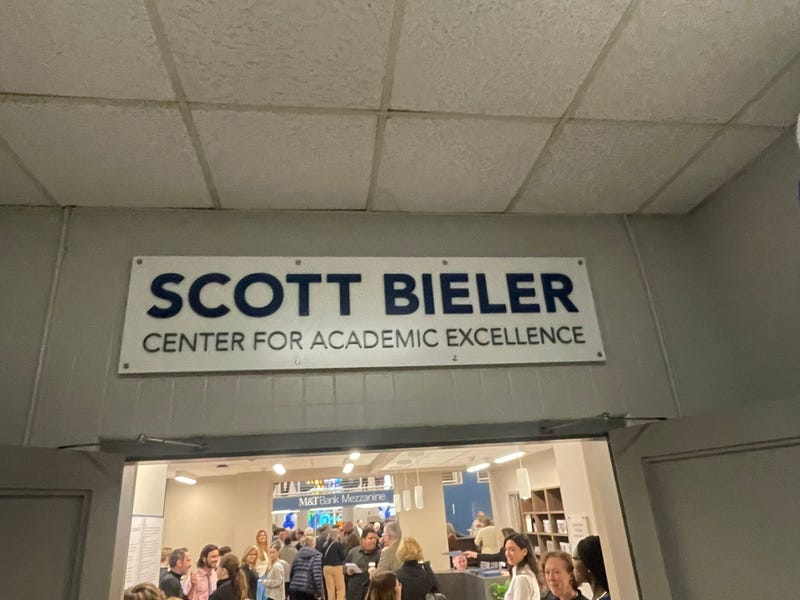 SCOTT BIELER
CENTER FOR ACADEMIC EXCELLENCE
M&T Bank Mezzanine